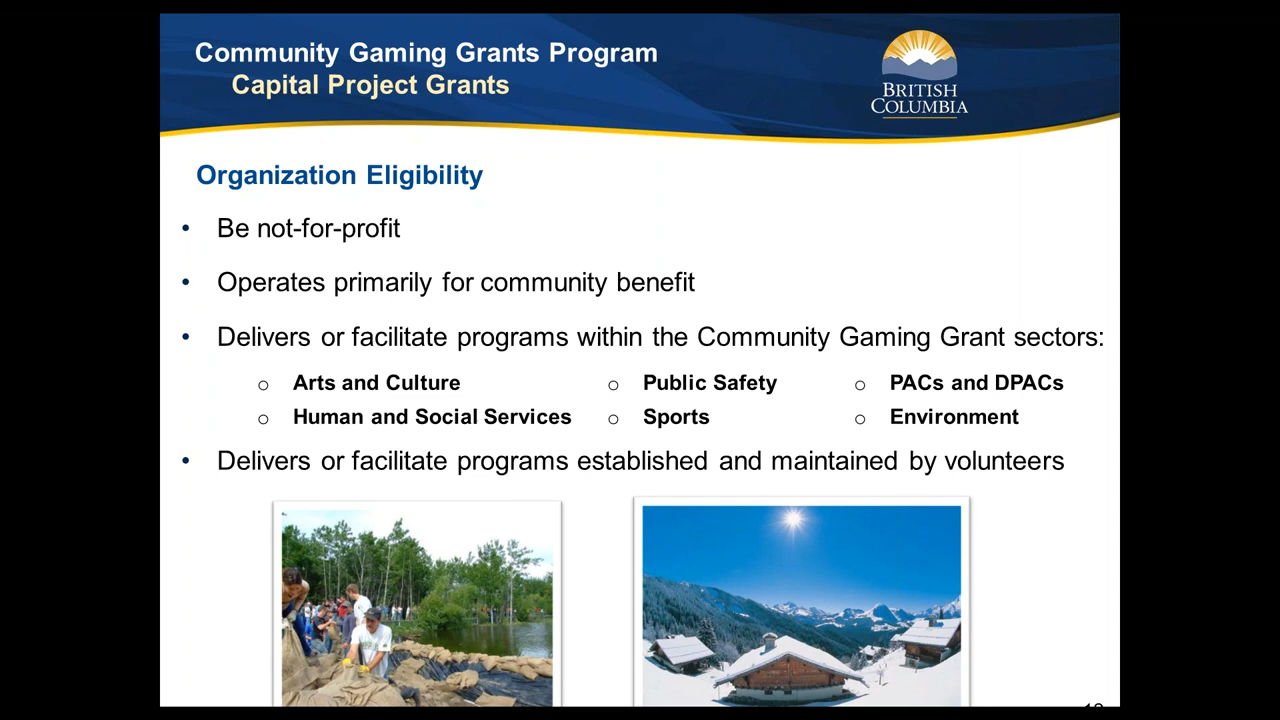 Community Gaming Grants Program
Capital Project Grants
BRITISH
COLUMBIA
Organization Eligibility
• Be not-for-profit
• Operates primarily for community benefit
• Delivers or facilitate programs within the Community Gaming Grant sectors:
o Arts and Culture o Public Safety o PACs and DPACs
o Human and Social Services o Sports o Environment
• Delivers or facilitate programs established and maintained by volunteers